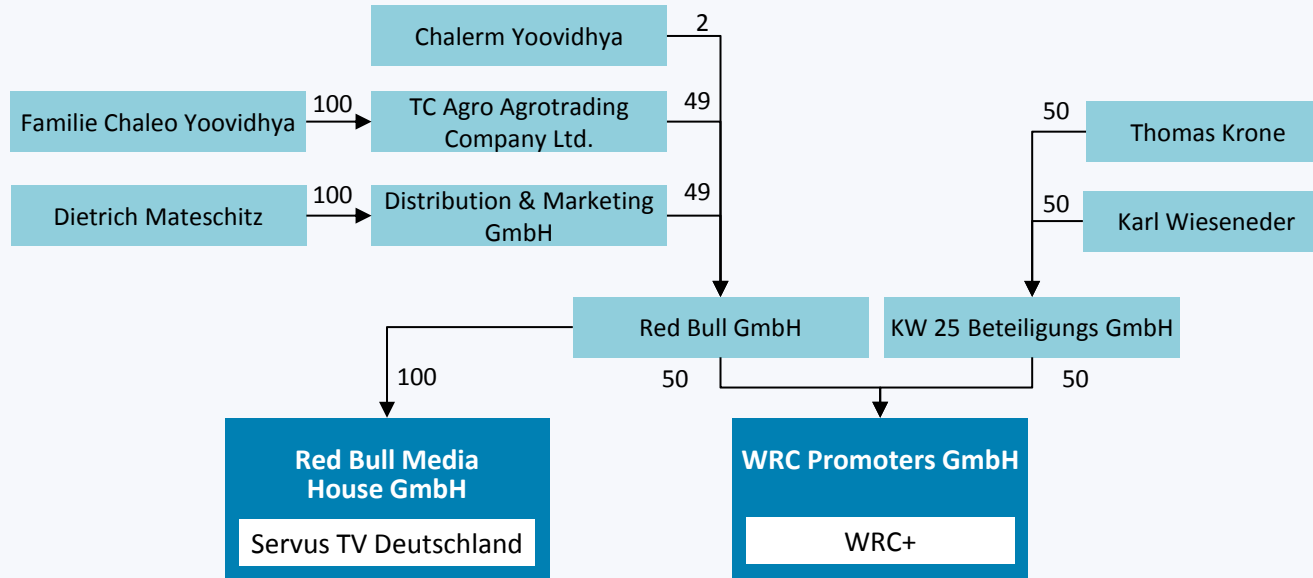 Chalerm Yoovidhya
2
Familie Chaleo Yoovidhya
100
TC Agro Agrotrading
Company Ltd.
49
Dietrich Mateschitz
100
Distribution & Marketing
GmbH
49
50
Thomas Krone
50
Karl Wieseneder
Red Bull GmbH
KW 25 Beteiligungs GmbH
100
50
50
Red Bull Media
House GmbH
Servus TV Deutschland
WRC Promoters GmbH
WRC+